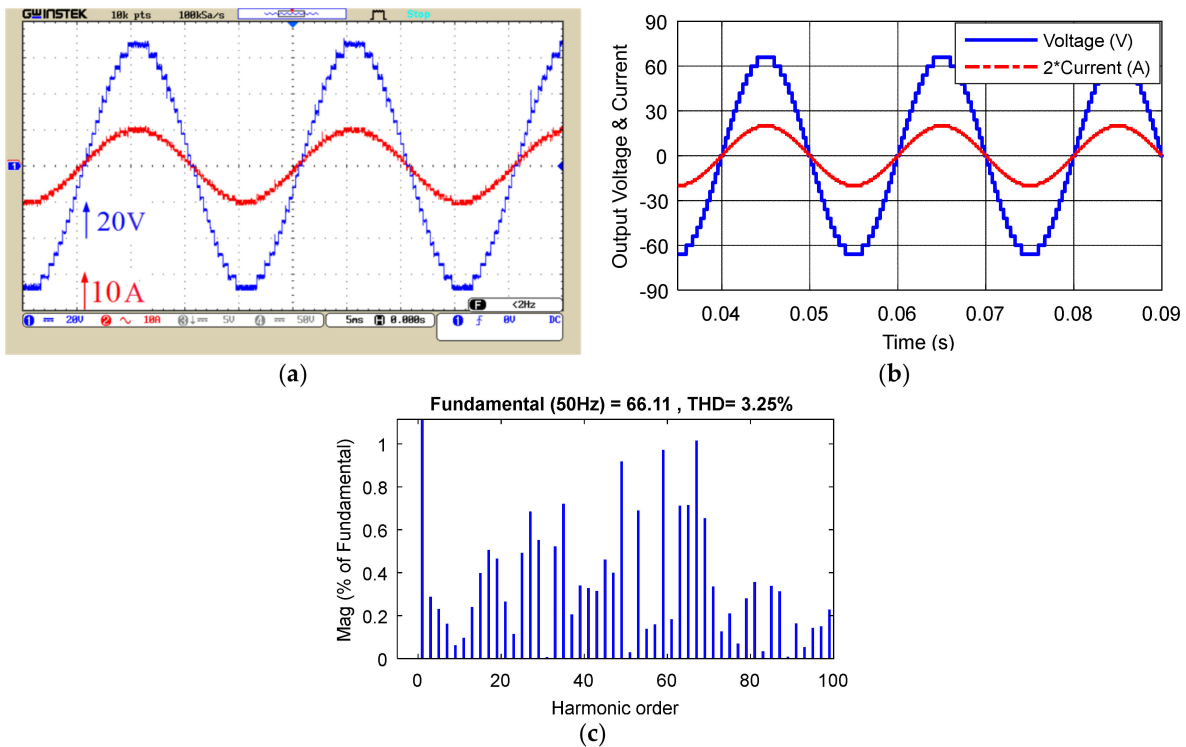 GWINSTEK 10k pts 100kSa/s Stop
1
20V
10A
F <2Hz
1 20V 2 10A 3 5V 4 50V 5ms H 0.000s 1 0V DC
(a)
90
60
30
0
-30
-60
-90
Output Voltage & Current
Voltage (V)
2*Current (A)
0.04 0.05 0.06 0.07 0.08 0.09
Time (s)
(b)
Fundamental (50Hz) = 66.11 , THD= 3.25%
1
0.8
0.6
0.4
0.2
0
Mag (% of Fundamental)
0 20 40 60 80 100
Harmonic order
(c)